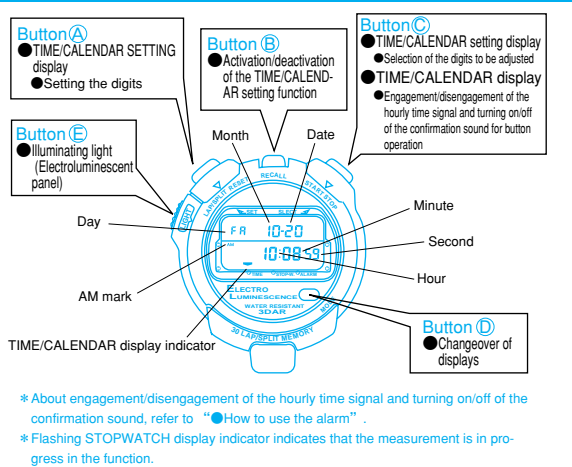 Button Ⓐ
●TIME/CALENDAR SETTING
display
●Setting the digits
Button Ⓑ
●Activation/deactivation
of the TIME/CALEND-
AR setting function
Button Ⓒ
●TIME/CALENDAR setting display
●Selection of the digits to be adjusted
●TIME/CALENDAR display
●Engagement/disengagement of the
hourly time signal and turning on/off
of the confirmation sound for button
operation
Button Ⓔ
●Illuminating light
(Electroluminescent
panel)
Month
Date
Day
AM mark
TIME/CALENDAR display indicator
Minute
Second
Hour
LAP/SPLIT RESET
RECALL
START STOP
LIGHT
SET
FR 10-20
AM
10:08 59
TIME STOPW. ALARM
ELECTRO
LUMINESCENCE
WATER RESISTANT
3BAR
30 LAP/SPLIT MEMORY
Button Ⓓ
●Changeover of
displays
*About engagement/disengagement of the hourly time signal and turning on/off of the
confirmation sound, refer to “●How to use the alarm”.
*Flashing STOPWATCH display indicator indicates that the measurement is in pro-
gress in the function.